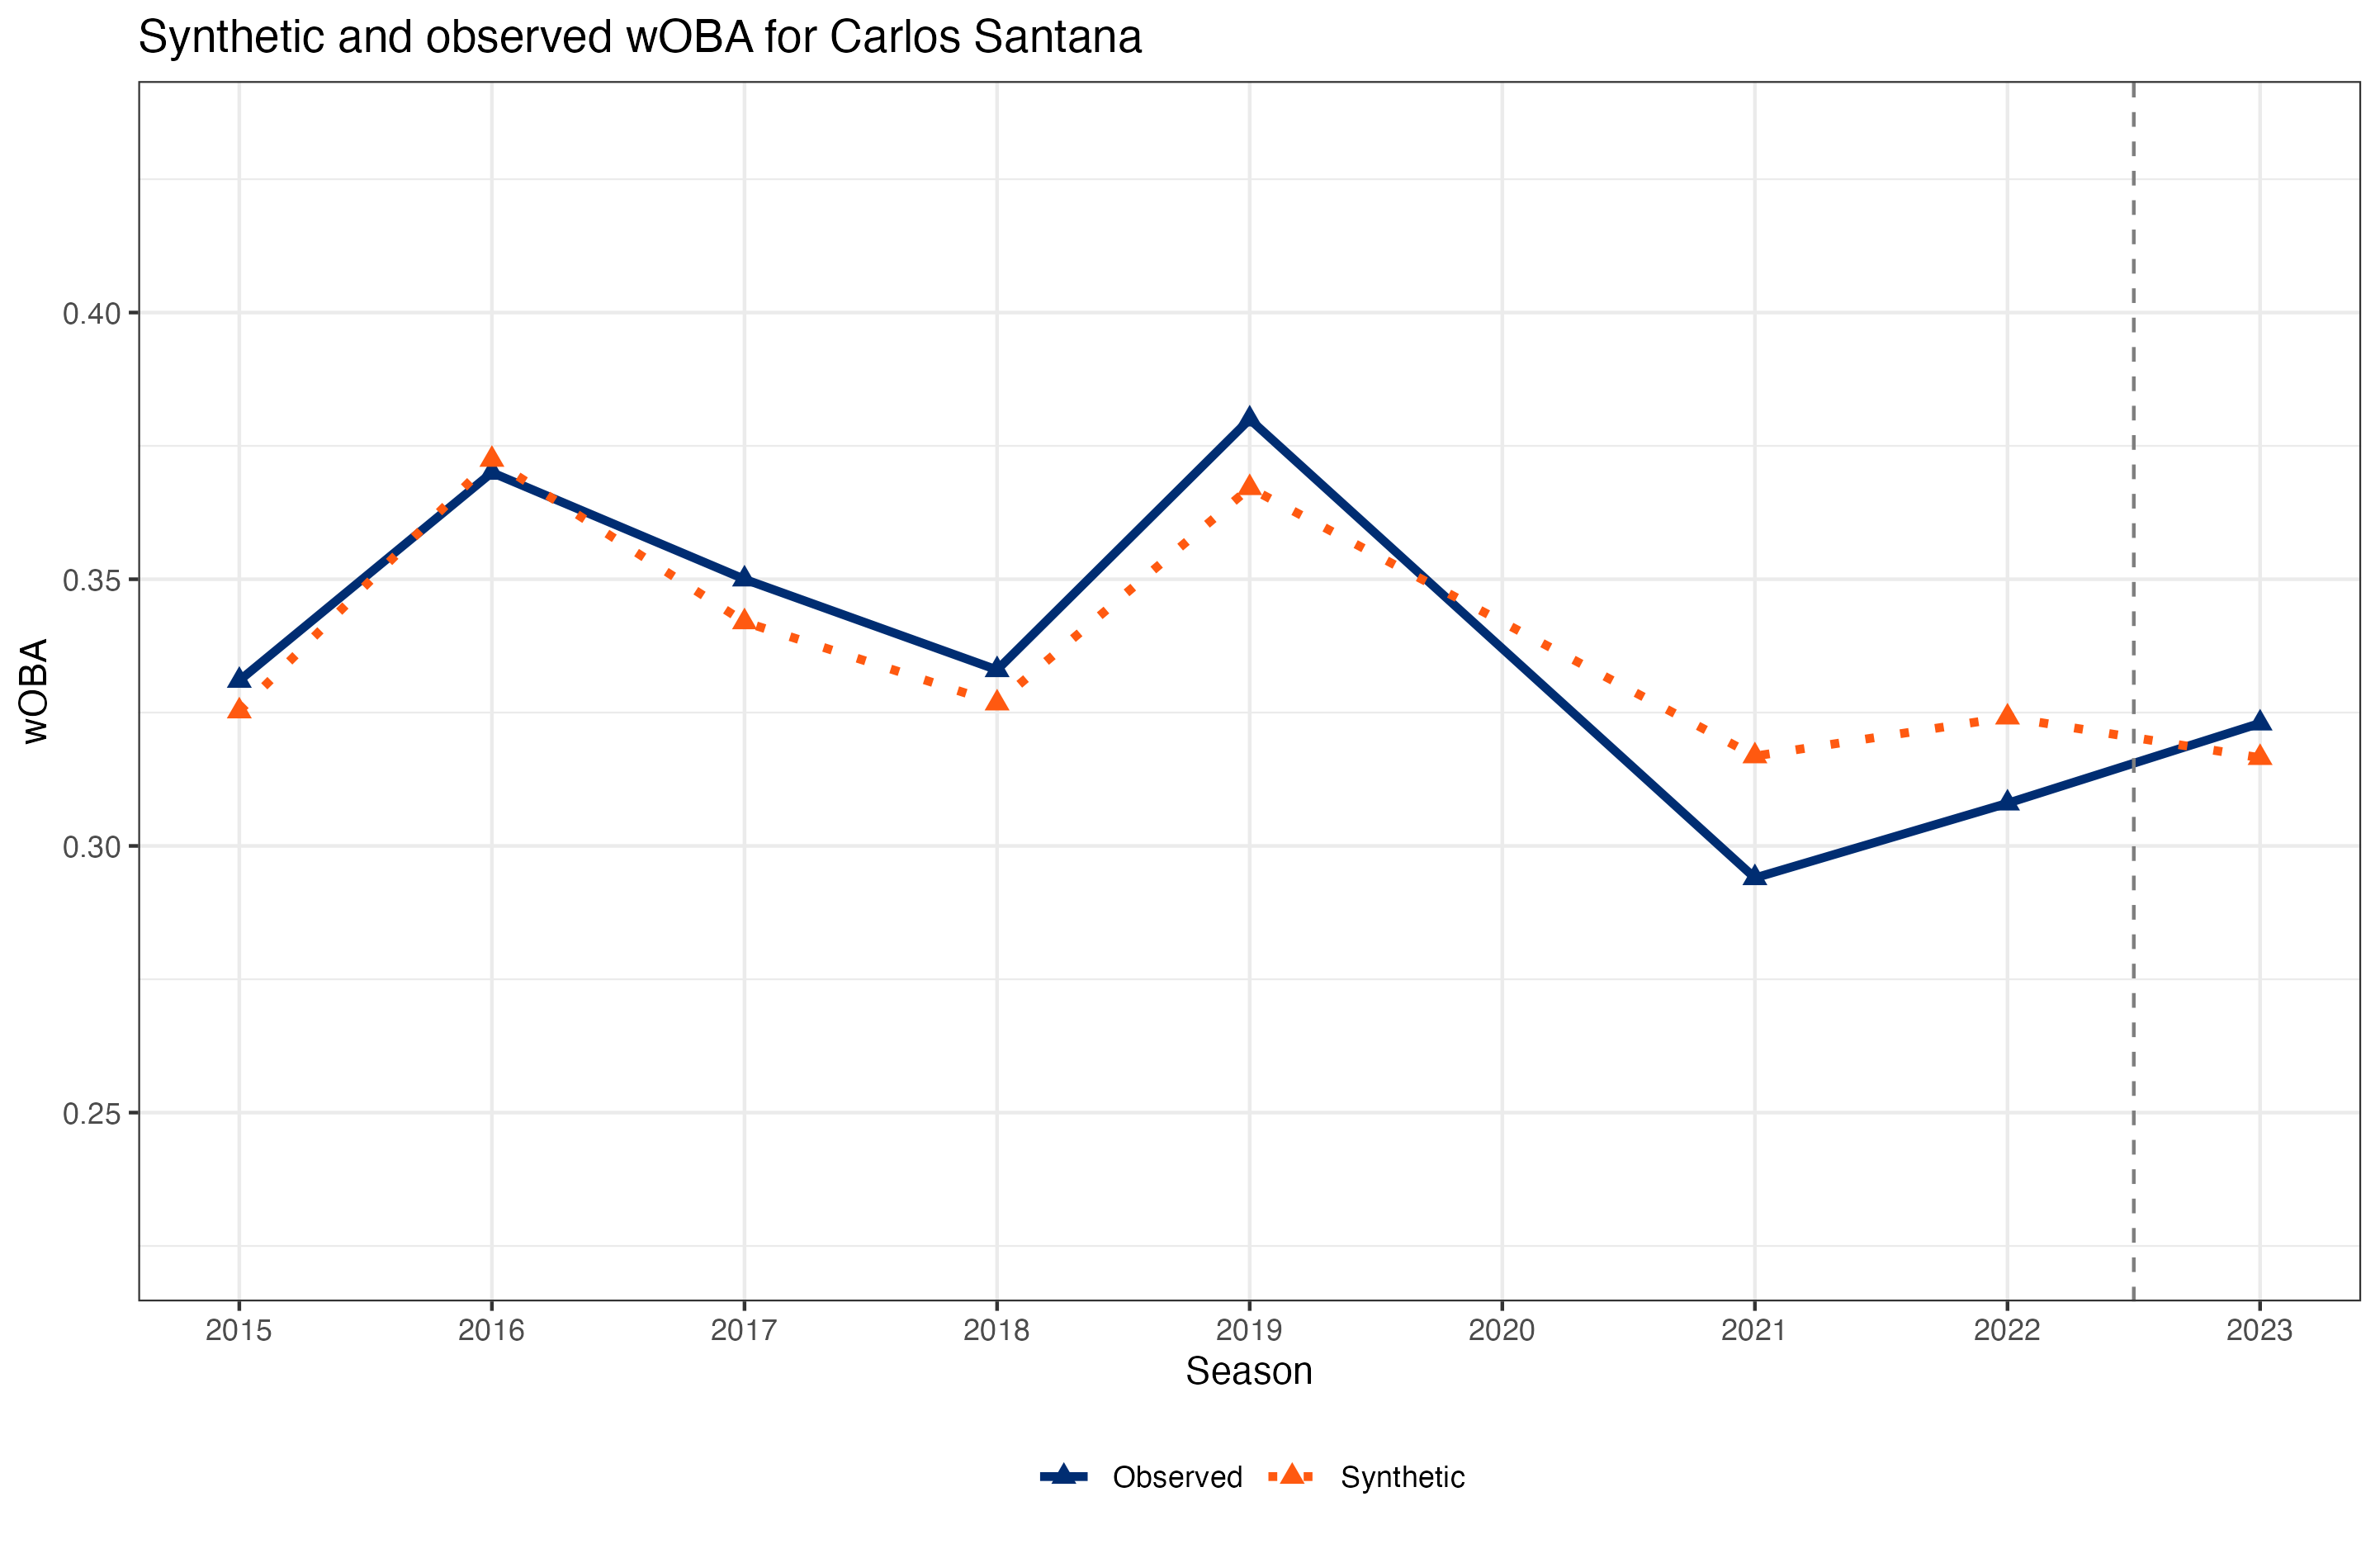 Synthetic and observed wOBA for Carlos Santana
wOBA
0.40
0.35
0.30
0.25
2015 2016 2017 2018 2019 2020 2021 2022 2023
Season
Observed Synthetic